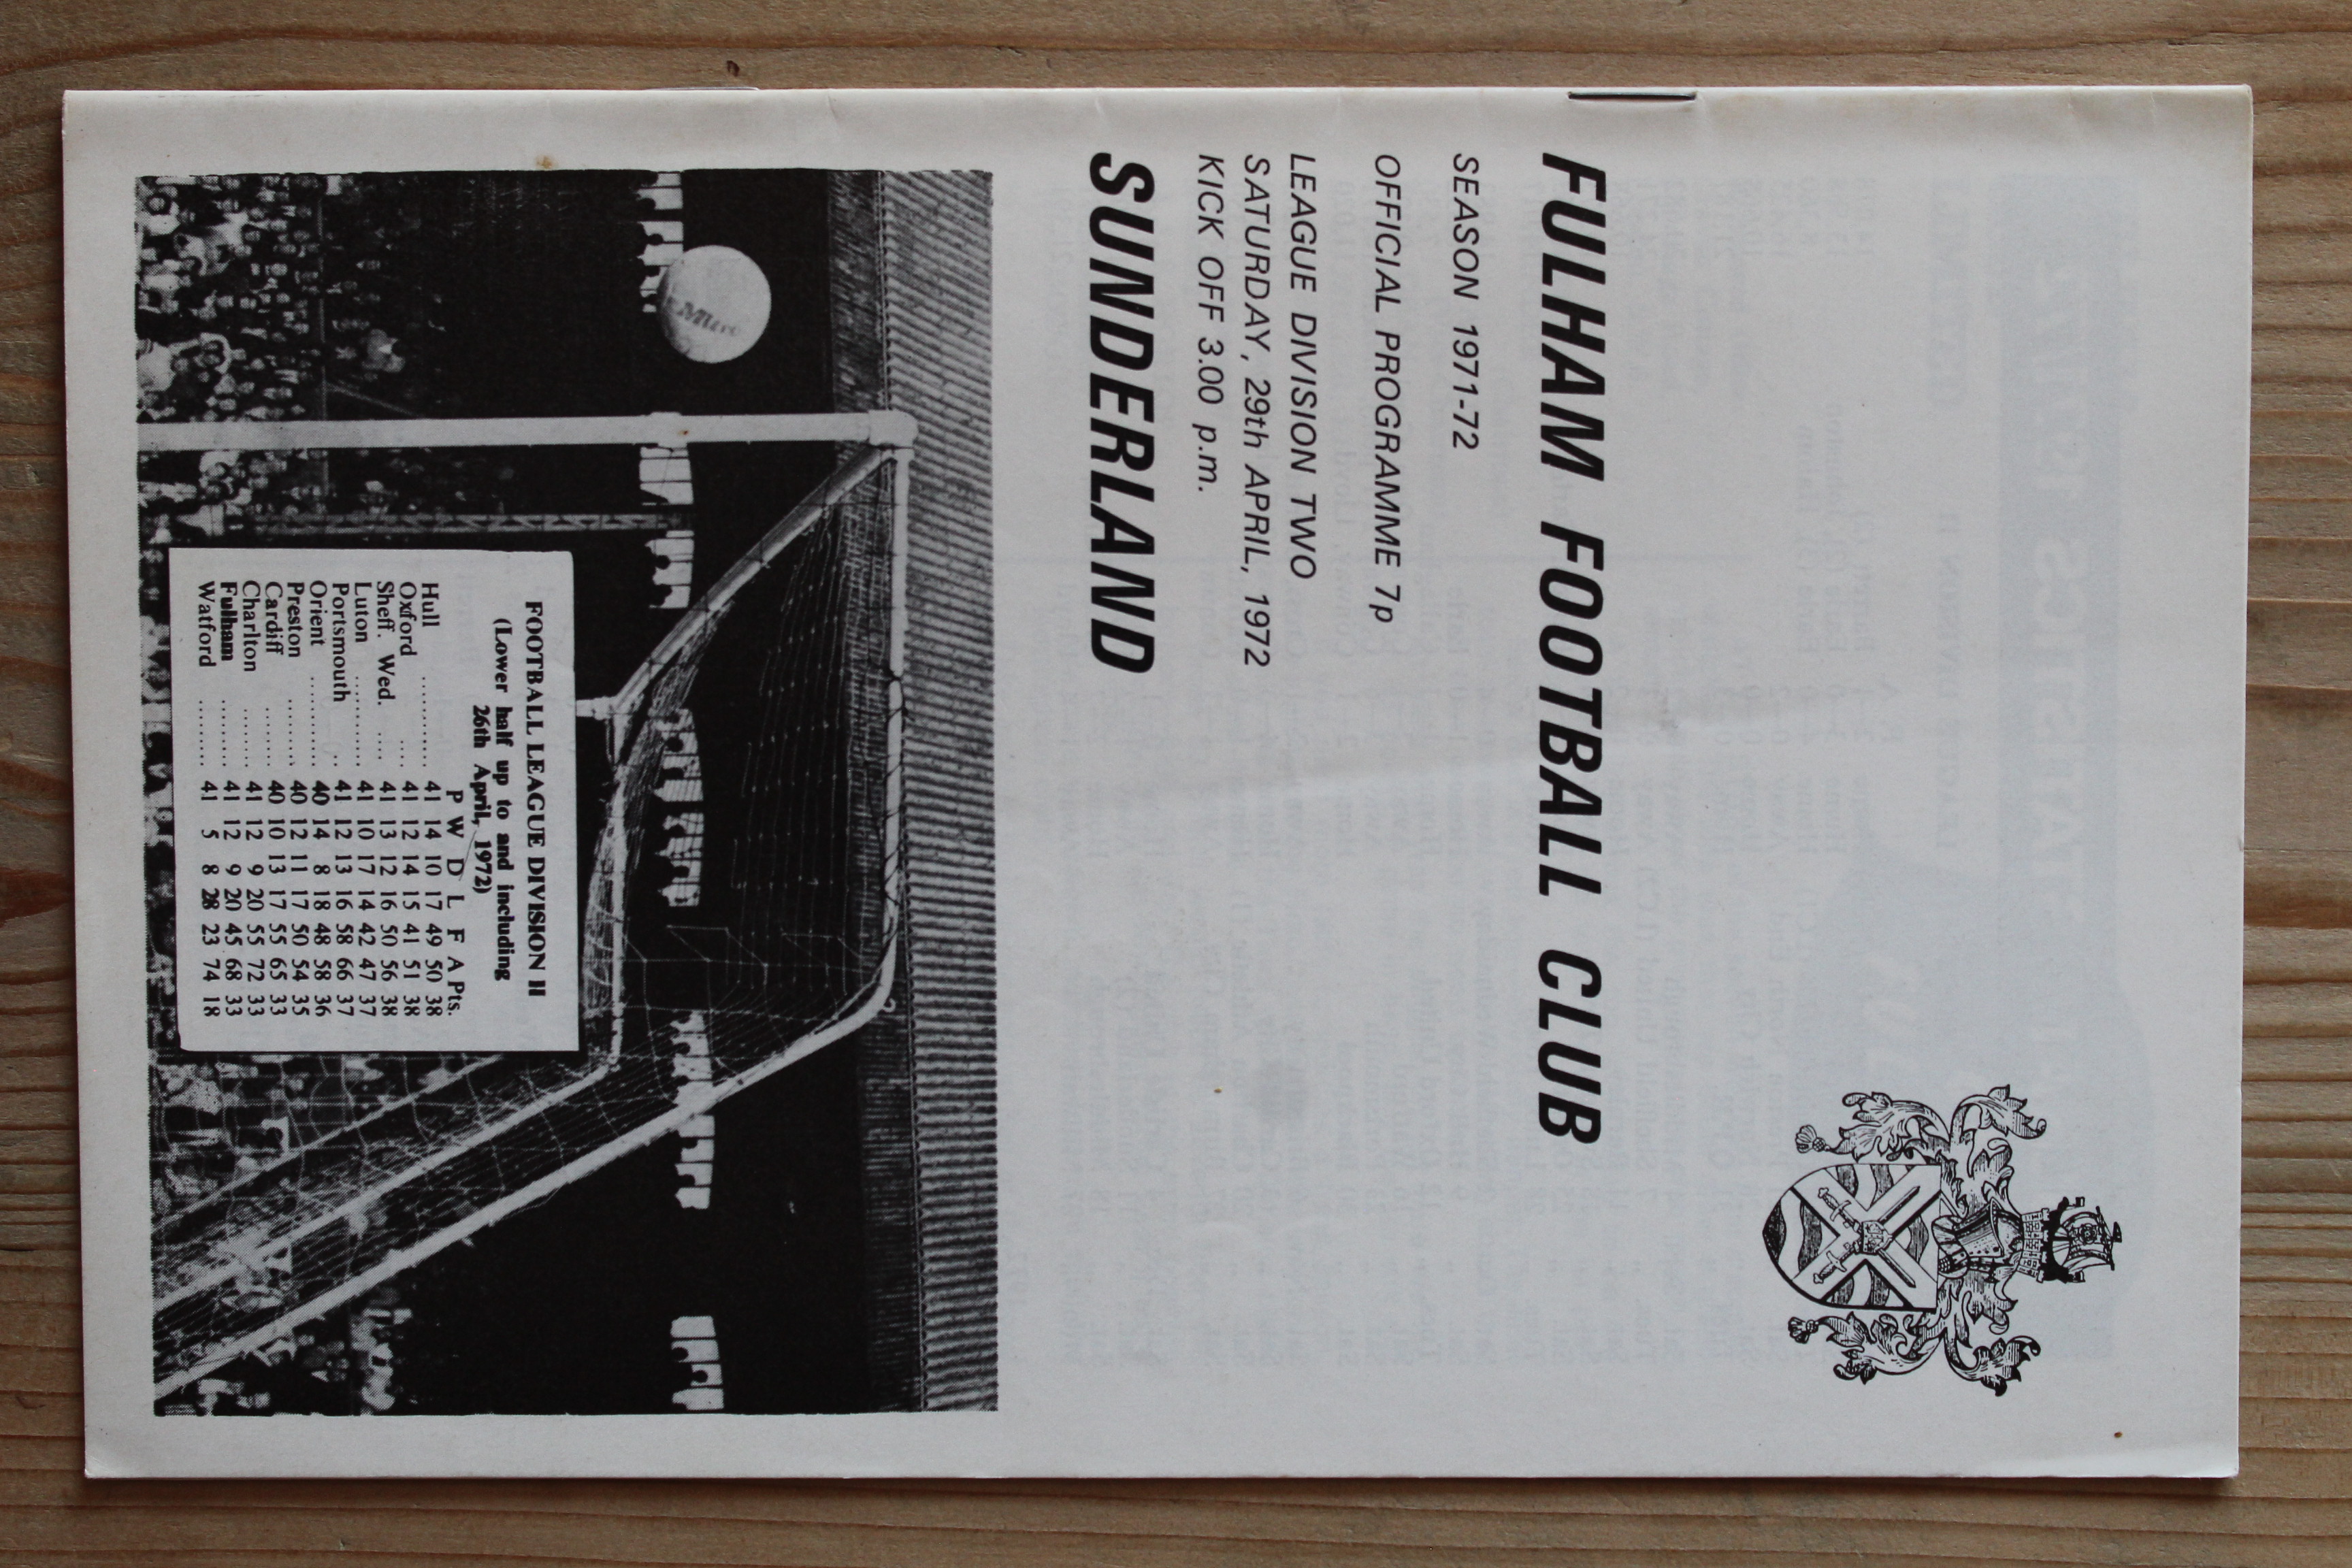 FULHAM FOOTBALL CLUB
SEASON 1971-72
OFFICIAL PROGRAMME 7p
LEAGUE DIVISION TWO
SATURDAY, 29th APRIL, 1972
KICK OFF 3.00 p.m.
SUNDERLAND
FOOTBALL LEAGUE DIVISION II
(Lower half up to and including
26th April, 1972)
P W D L F A Pts.
Hull .......... 41 14 10 17 49 50 38
Oxford .... 41 12 14 15 41 51 38
Sheff. Wed. .... 41 13 12 16 50 56 38
Luton .......... 41 10 17 14 42 47 37
Portsmouth .. 41 12 13 16 58 66 37
Orient .......... 40 14 8 18 48 58 36
Preston ........ 40 12 11 17 50 54 35
Cardiff ........ 40 10 13 17 55 65 33
Charlton ...... 41 12 9 20 55 72 33
Fulham ........ 41 12 9 20 45 68 33
Watford ........ 41 5 8 28 23 74 18